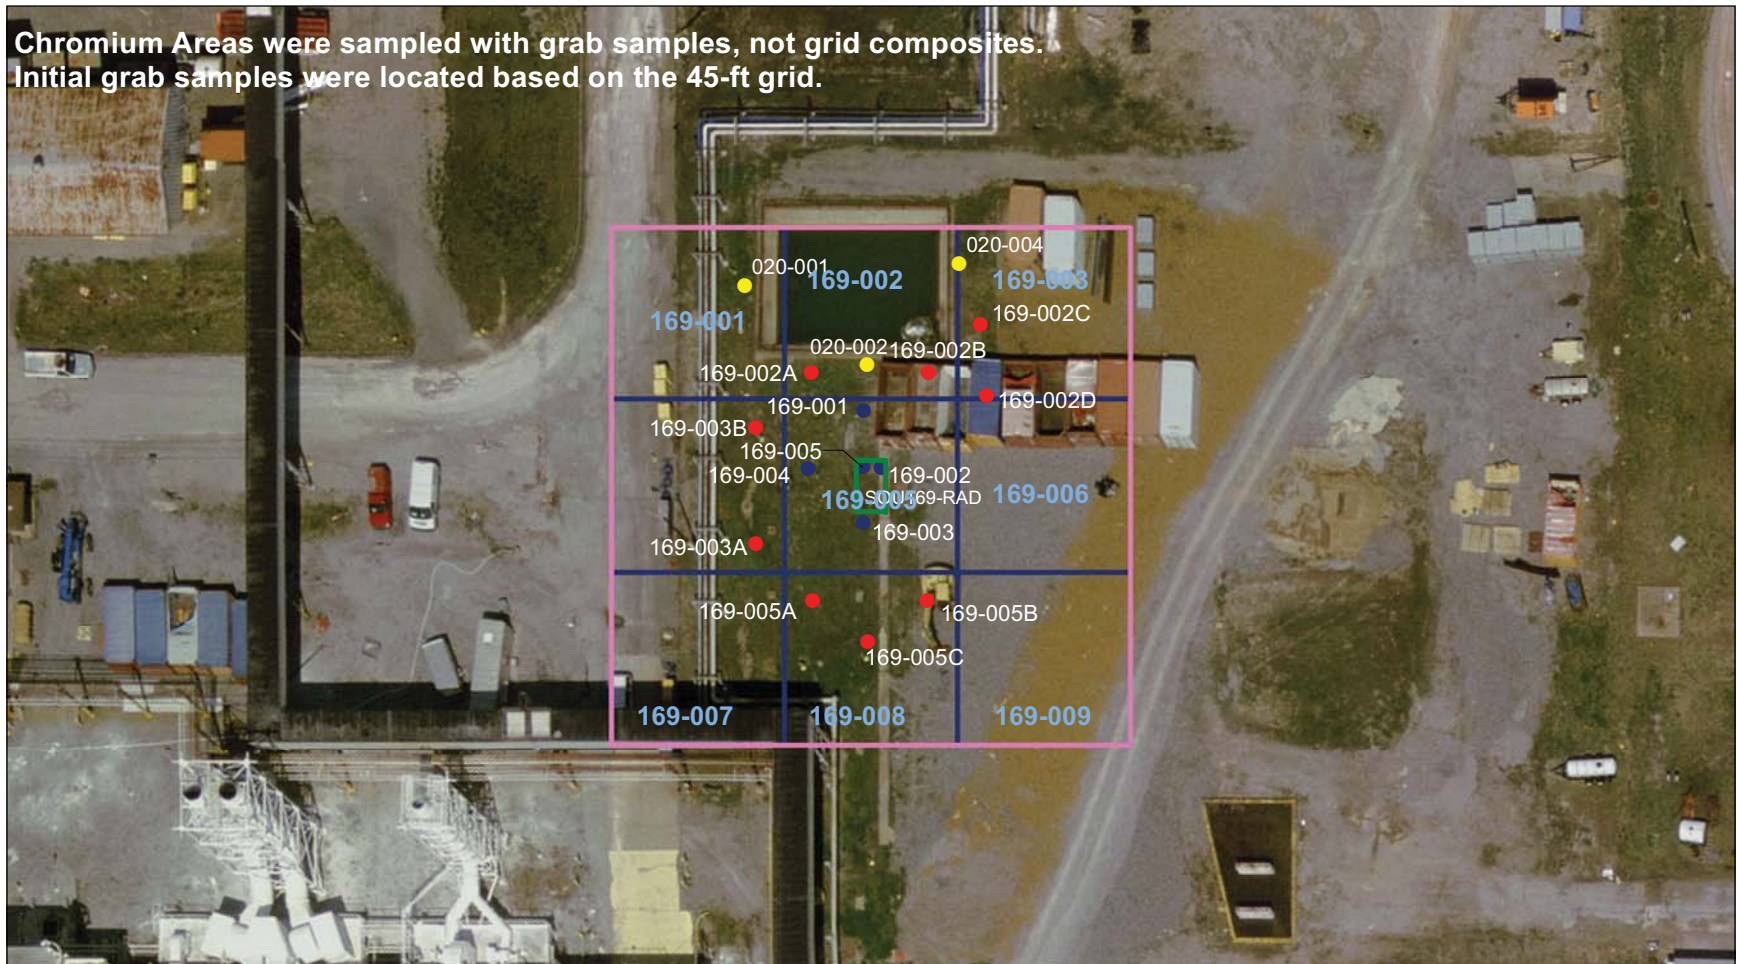 Chromium Areas were sampled with grab samples, not grid composites.
Initial grab samples were located based on the 45-ft grid.
020-004
020-001
169-002
169-003
169-001
169-002C
020-002
169-002B
169-002A
169-002D
169-001
169-003B
169-005
169-004
169-002
169-005
169-006
169-003
169-003A
169-005A
169-005B
169-005C
169-007
169-008
169-009